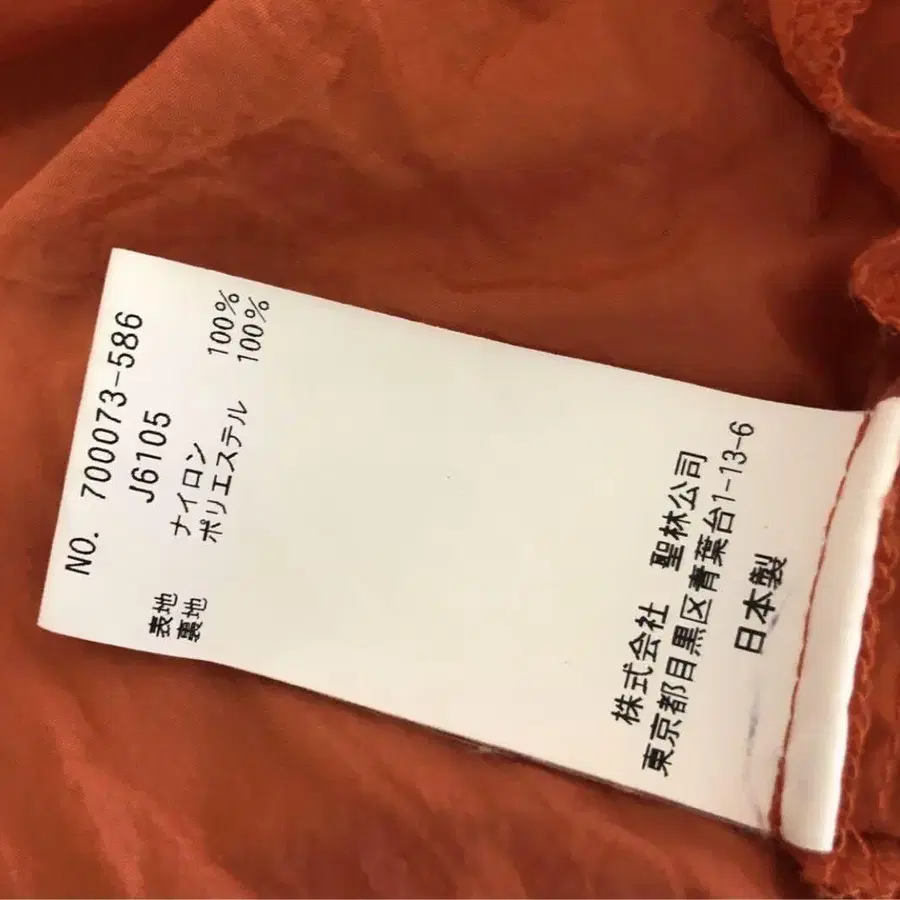 NO. 700073-586
J6105
表地 ナイロン 100%
裏地 ポリエステル 100%
株式会社 聖林公司
東京都目黒区青葉台1-13-6
日本製